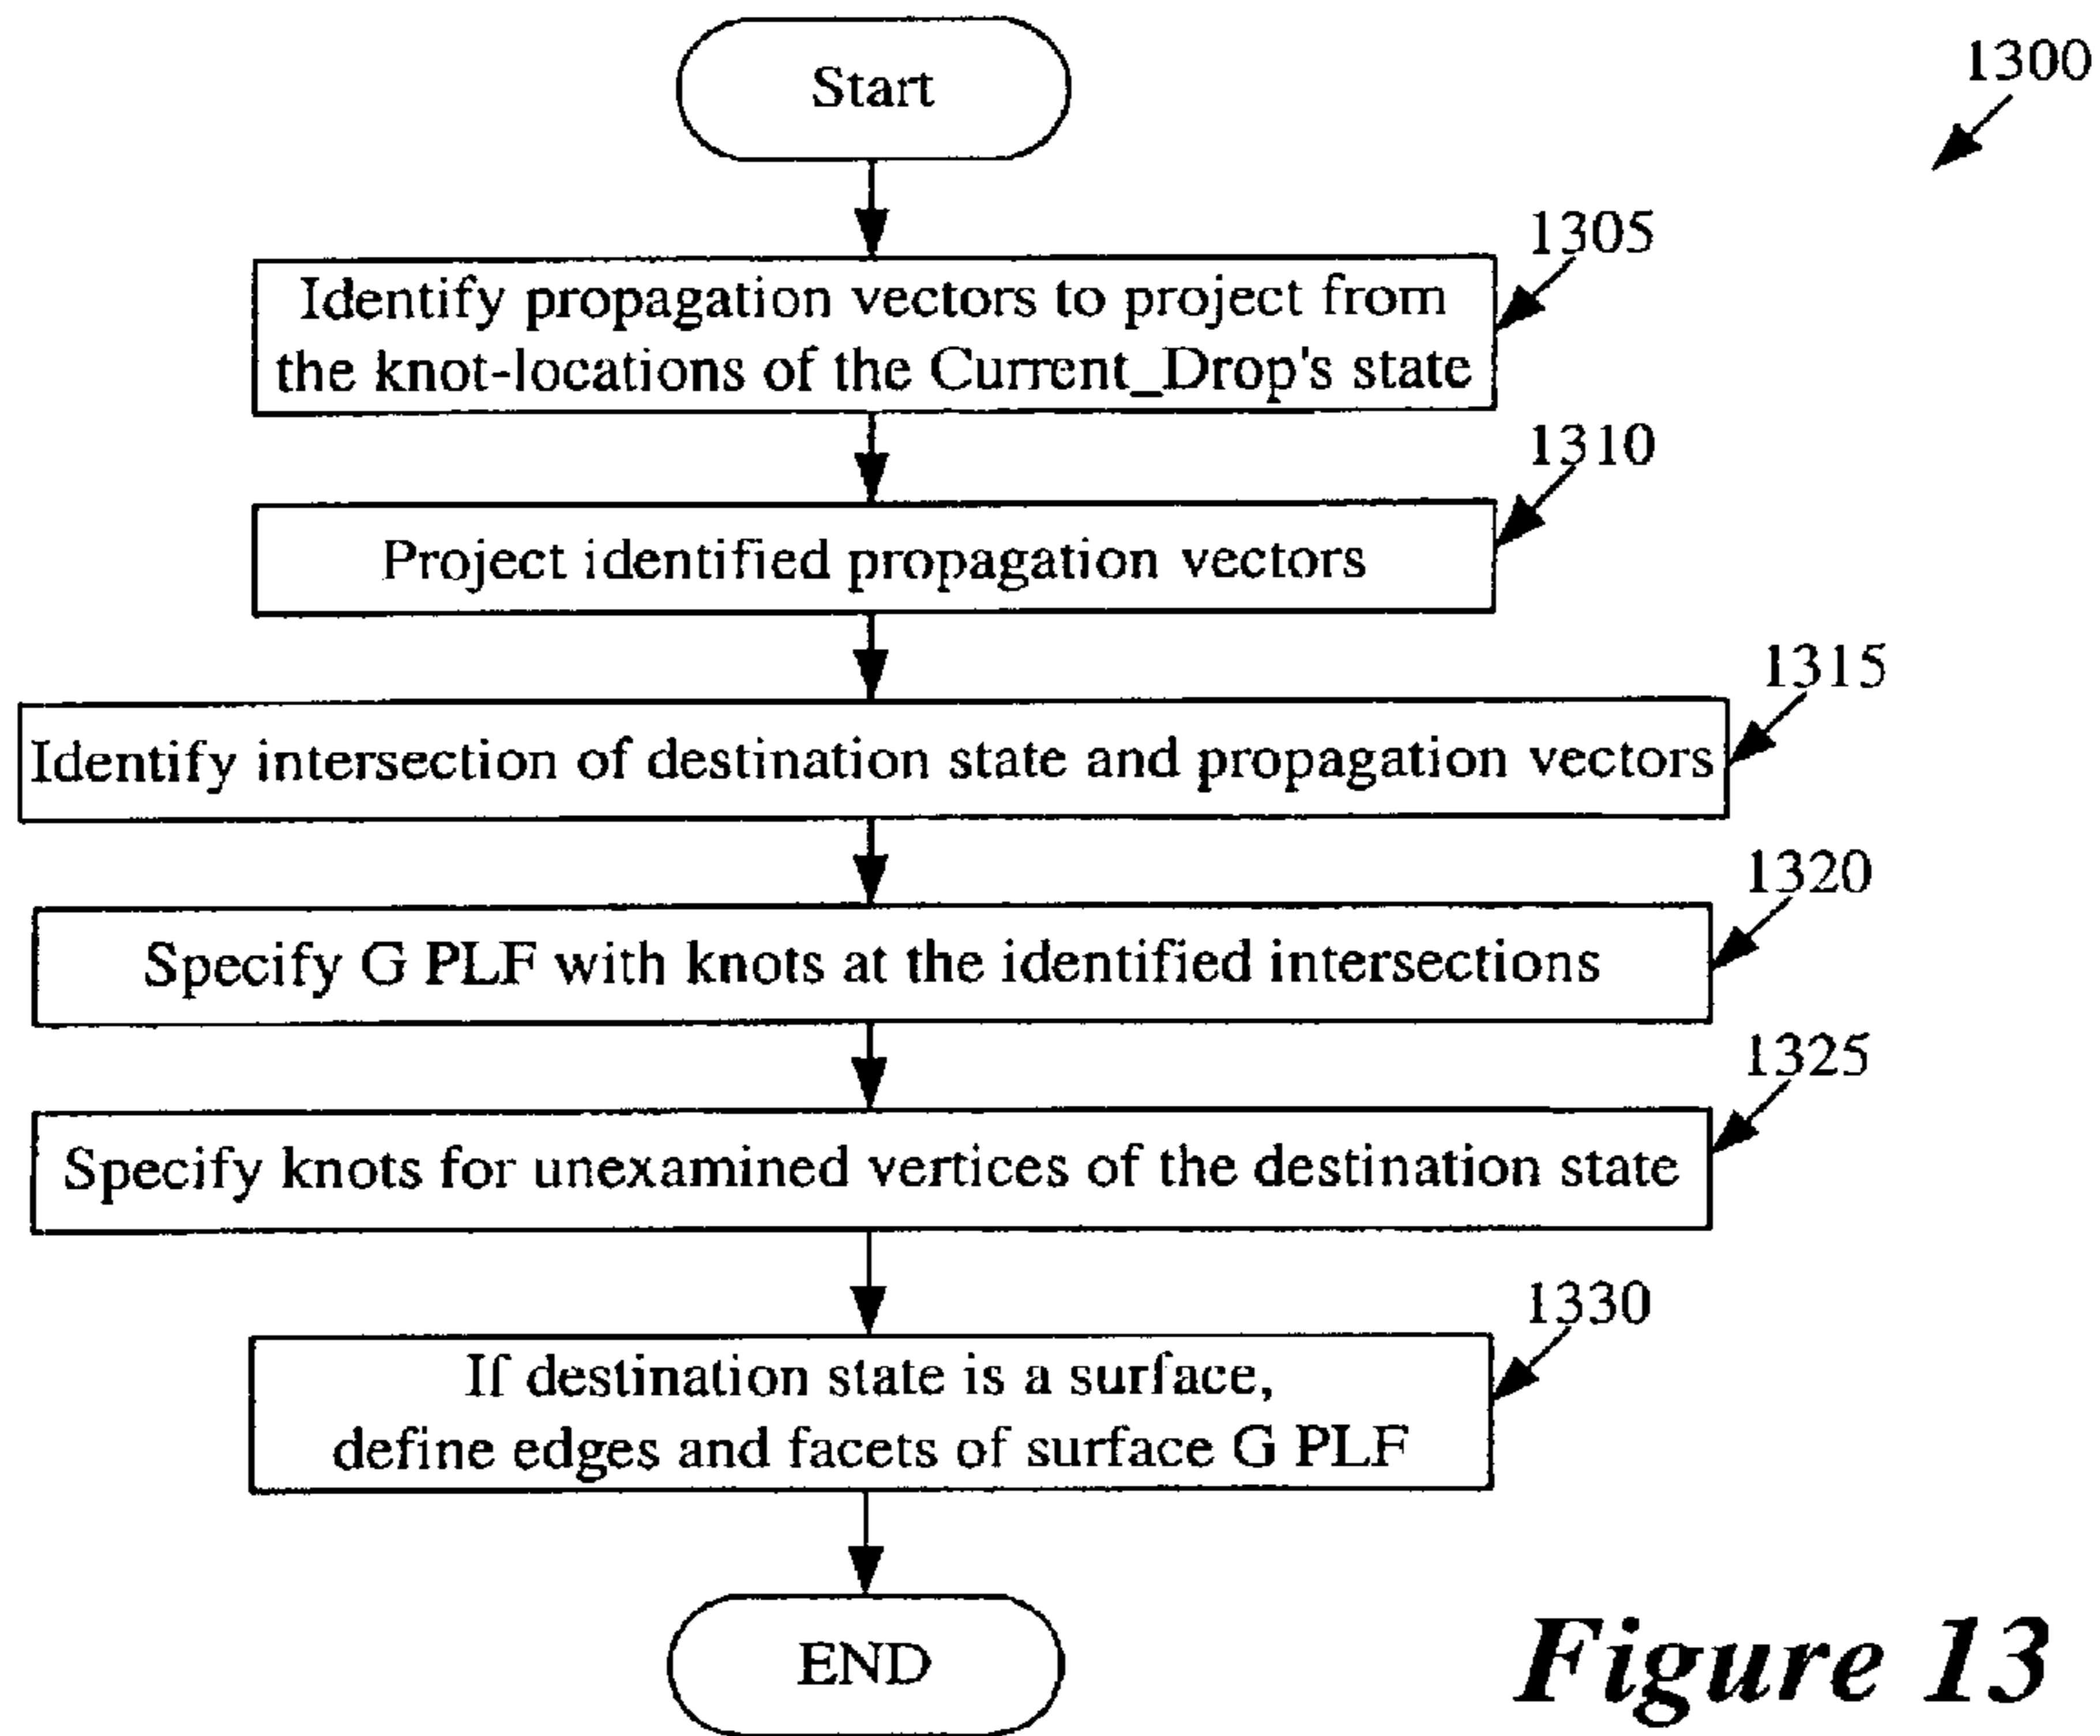 Start
1300
1305
Identify propagation vectors to project from
the knot-locations of the Current_Drop's state
1310
Project identified propagation vectors
1315
Identify intersection of destination state and propagation vectors
1320
Specify G PLF with knots at the identified intersections
1325
Specify knots for unexamined vertices of the destination state
1330
If destination state is a surface,
define edges and facets of surface G PLF
END
Figure 13